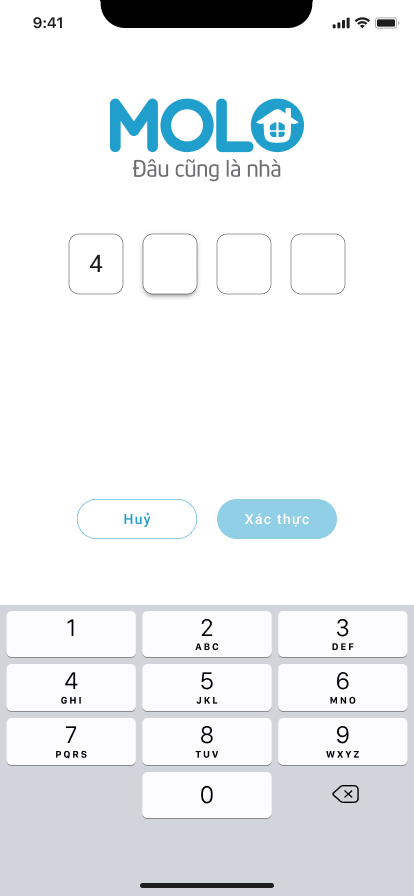 9:41
MOLO
Đâu cũng là nhà
4
Huỷ
Xác thực
1
2
ABC
3
DEF
4
GHI
5
JKL
6
MNO
7
PQRS
8
TUV
9
WXYZ
0